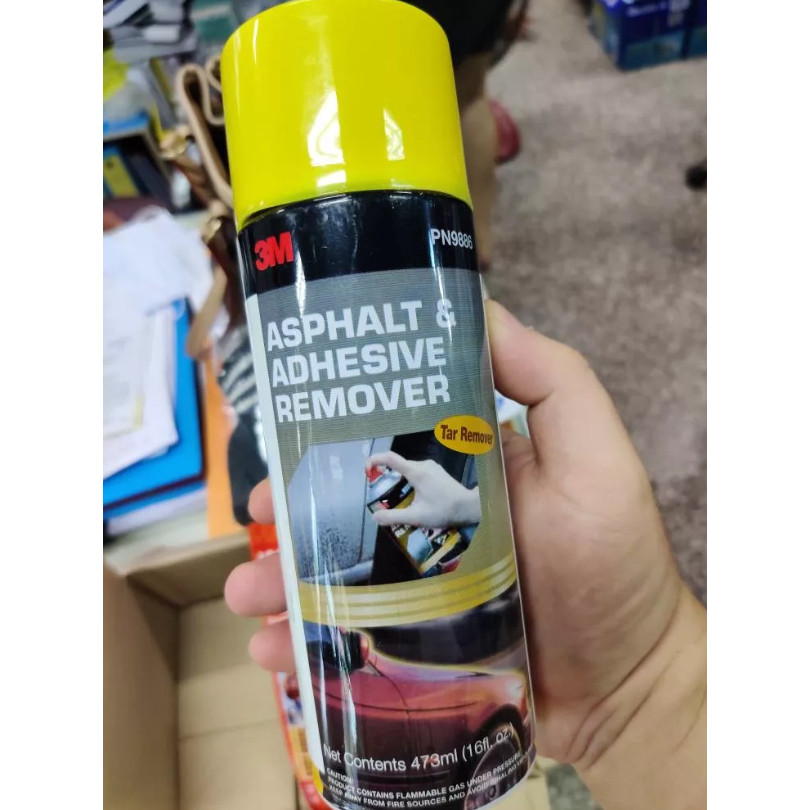 3M
PN9886
ASPHALT &
ADHESIVE
REMOVER
Tar Remover
Net Contents 473ml (16fl. oz.)
CAUTION:
PRODUCT CONTAINS FLAMMABLE GAS UNDER PRESSURE
KEEP AWAY FROM FIRE SOURCES AND AVOID